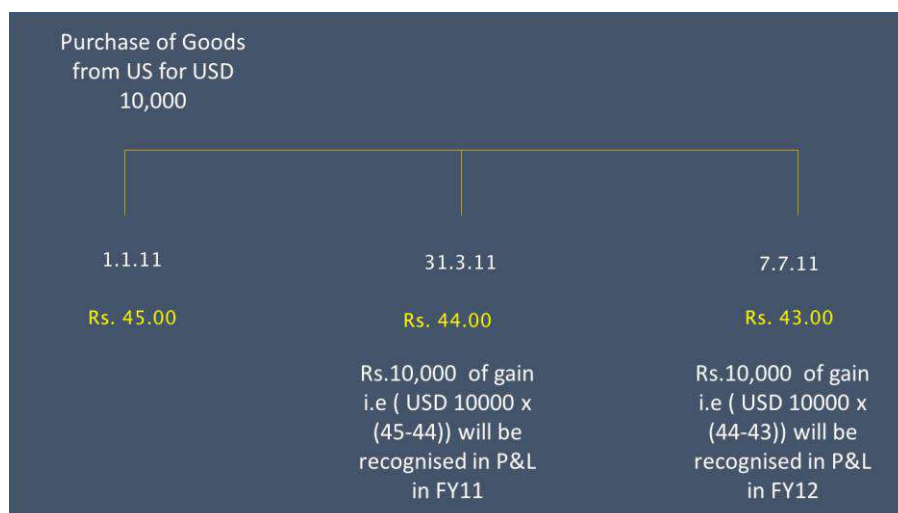 Purchase of Goods
from US for USD
10,000
1.1.11
31.3.11
7.7.11
Rs. 45.00
Rs. 44.00
Rs. 43.00
Rs.10,000 of gain
i.e ( USD 10000 x
(45-44)) will be
recognised in P&L
in FY11
Rs.10,000 of gain
i.e ( USD 10000 x
(44-43)) will be
recognised in P&L
in FY12